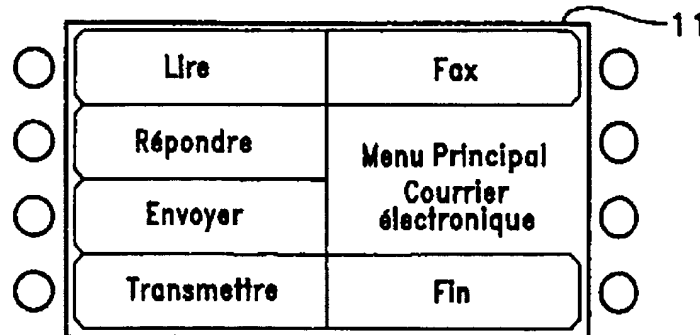 11
Lire
Fax
Répondre
Menu Principal
Courrier
électronique
Envoyer
Transmettre
Fin